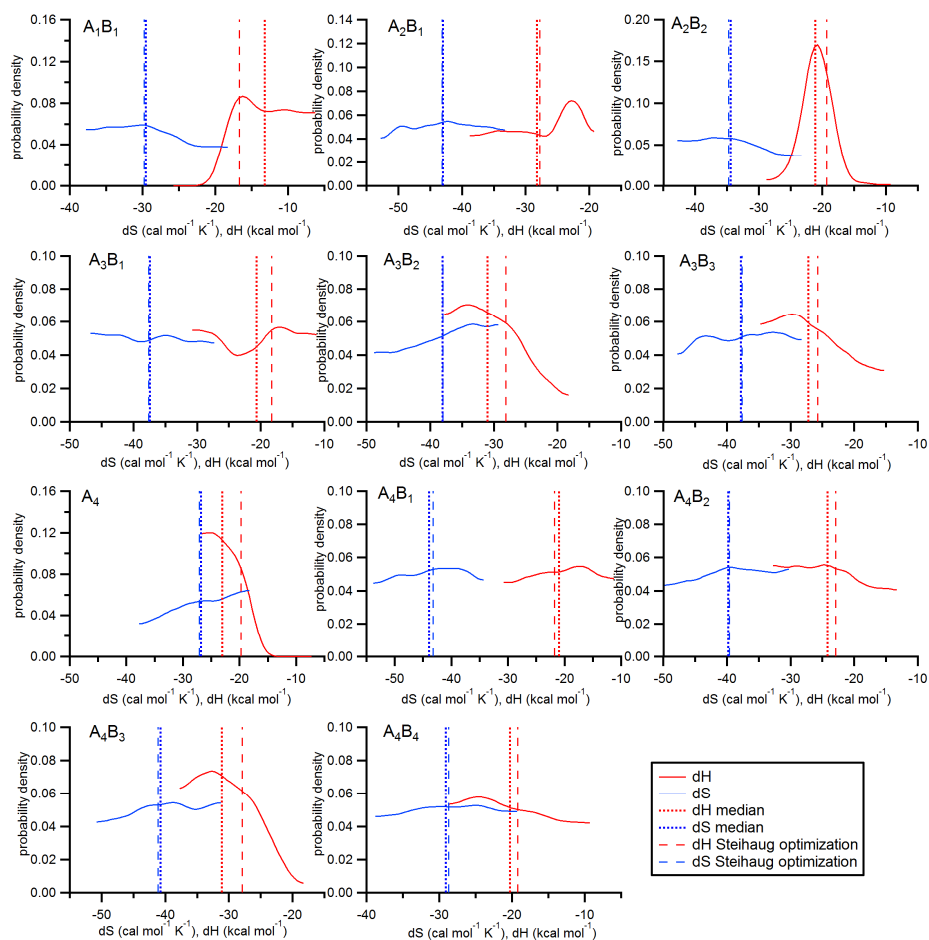 A₁B₁
probability density
0.16
0.12
0.08
0.04
0.00
-40 -30 -20 -10
dS (cal mol⁻¹ K⁻¹), dH (kcal mol⁻¹)
A₂B₁
probability density
0.14
0.12
0.10
0.08
0.06
0.04
0.02
0.00
-50 -40 -30 -20
dS (cal mol⁻¹ K⁻¹), dH (kcal mol⁻¹)
A₂B₂
probability density
0.20
0.15
0.10
0.05
0.00
-40 -30 -20 -10
dS (cal mol⁻¹ K⁻¹), dH (kcal mol⁻¹)
A₃B₁
probability density
0.10
0.08
0.06
0.04
0.02
0.00
-50 -40 -30 -20 -10
dS (cal mol⁻¹ K⁻¹), dH (kcal mol⁻¹)
A₃B₂
probability density
0.10
0.08
0.06
0.04
0.02
0.00
-50 -40 -30 -20 -10
dS (cal mol⁻¹ K⁻¹), dH (kcal mol⁻¹)
A₃B₃
probability density
0.10
0.08
0.06
0.04
0.02
0.00
-50 -40 -30 -20 -10
dS (cal mol⁻¹ K⁻¹), dH (kcal mol⁻¹)
A₄
probability density
0.16
0.12
0.08
0.04
0.00
-50 -40 -30 -20 -10
dS (cal mol⁻¹ K⁻¹), dH (kcal mol⁻¹)
A₄B₁
probability density
0.10
0.08
0.06
0.04
0.02
0.00
-50 -40 -30 -20
dS (cal mol⁻¹ K⁻¹), dH (kcal mol⁻¹)
A₄B₂
probability density
0.10
0.08
0.06
0.04
0.02
0.00
-50 -40 -30 -20 -10
dS (cal mol⁻¹ K⁻¹), dH (kcal mol⁻¹)
A₄B₃
probability density
0.10
0.08
0.06
0.04
0.02
0.00
-50 -40 -30 -20
dS (cal mol⁻¹ K⁻¹), dH (kcal mol⁻¹)
A₄B₄
probability density
0.10
0.08
0.06
0.04
0.02
0.00
-40 -30 -20 -10
dS (cal mol⁻¹ K⁻¹), dH (kcal mol⁻¹)
dH
dS
dH median
dS median
dH Steihaug optimization
dS Steihaug optimization